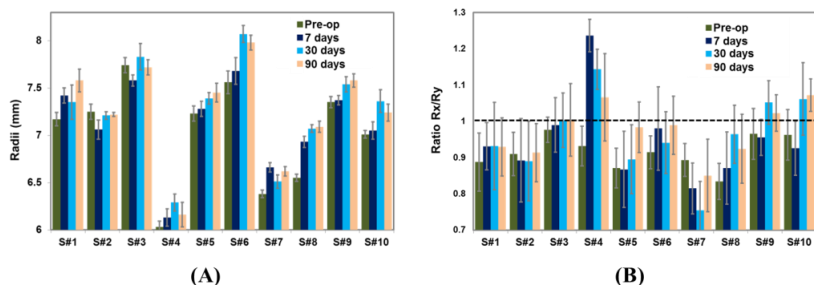 Radii (mm)
8
7.5
7
6.5
6
Pre-op
7 days
30 days
90 days
S#1 S#2 S#3 S#4 S#5 S#6 S#7 S#8 S#9 S#10
(A)
Ratio Rx/Ry
1.3
1.2
1.1
1
0.9
0.8
0.7
Pre-op
7 days
30 days
90 days
S#1 S#2 S#3 S#4 S#5 S#6 S#7 S#8 S#9 S#10
(B)